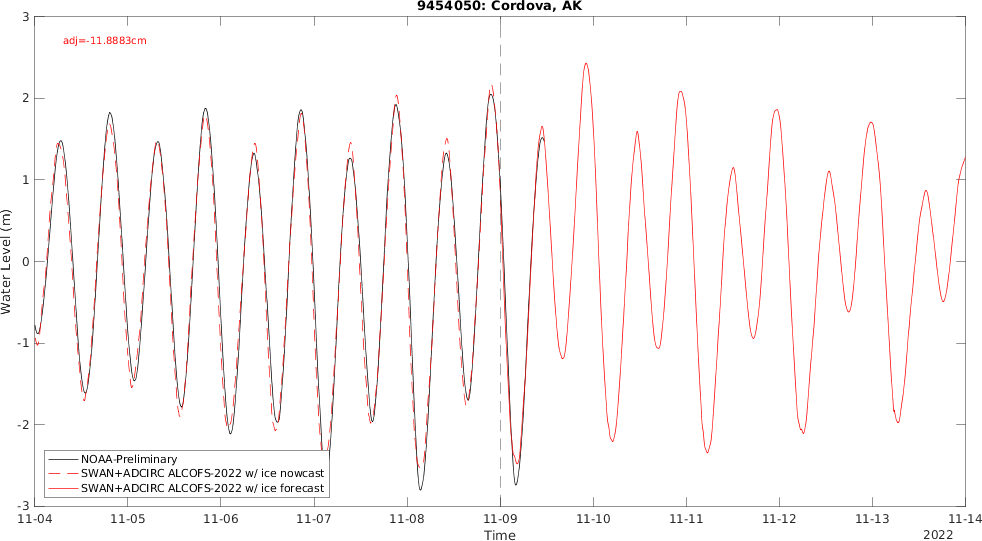 9454050: Cordova, AK
adj=-11.8883cm
Water Level (m)
3
2
1
0
-1
-2
-3
NOAA-Preliminary
SWAN+ADCIRC ALCOFS-2022 w/ ice nowcast
SWAN+ADCIRC ALCOFS-2022 w/ ice forecast
11-04 11-05 11-06 11-07 11-08 11-09 11-10 11-11 11-12 11-13 11-14
Time
2022